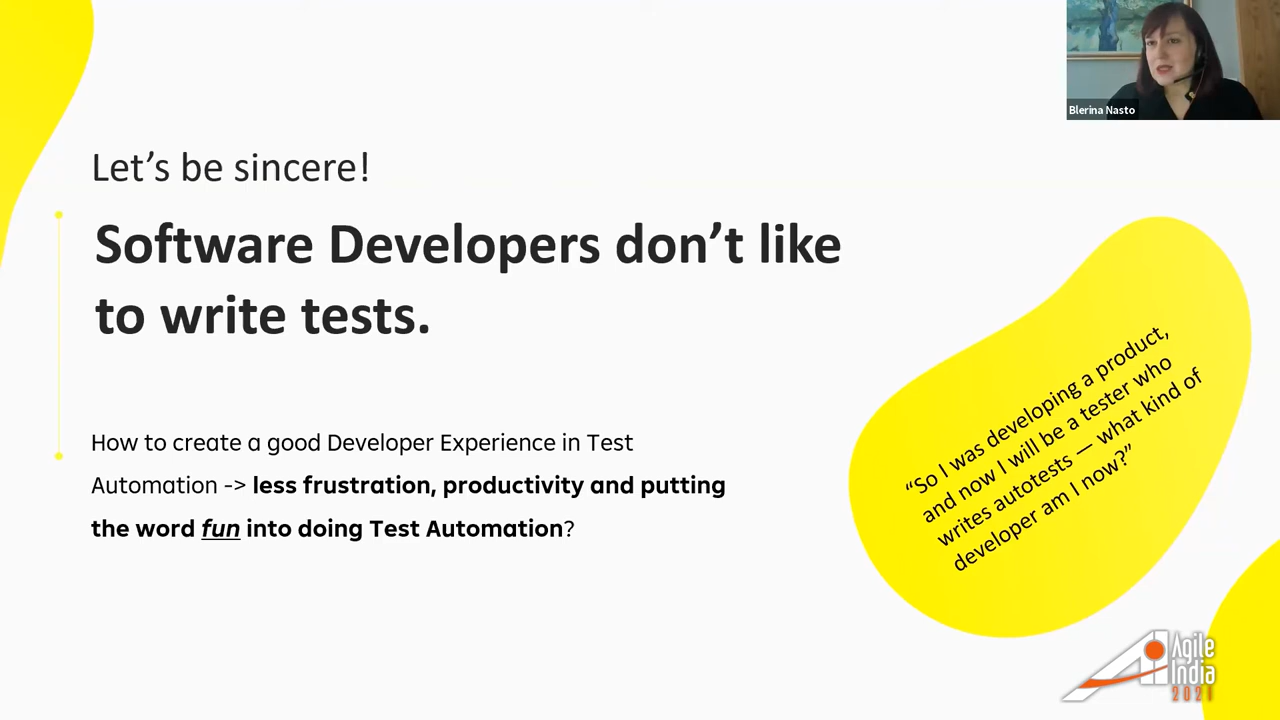 Blerina Nasto
Let’s be sincere!
Software Developers don’t like
to write tests.
How to create a good Developer Experience in Test
Automation -> less frustration, productivity and putting
the word fun into doing Test Automation?
“So I was developing a product,
and now I will be a tester who
writes autotests — what kind of
developer am I now?”
Agile
India
2021